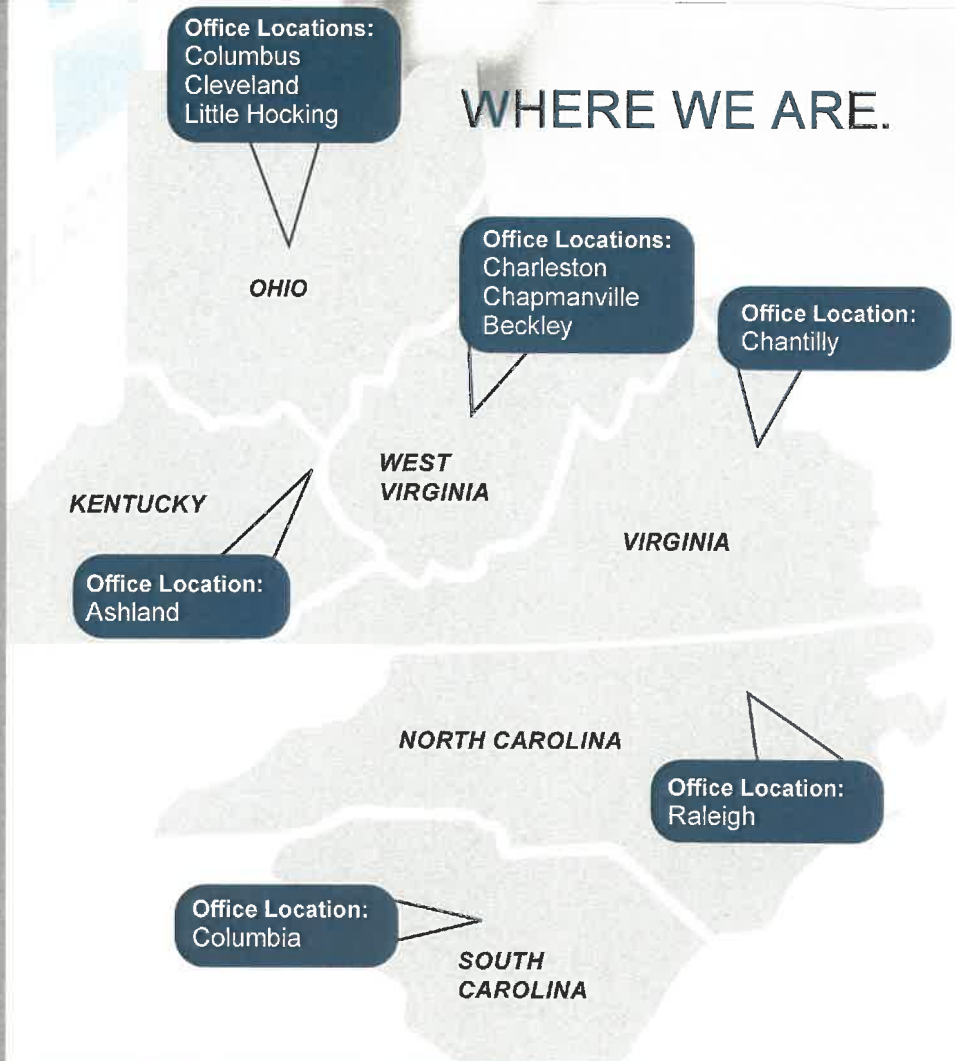 Office Locations:
Columbus
Cleveland
Little Hocking
WHERE WE ARE.
OHIO
Office Locations:
Charleston
Chapmanville
Beckley
Office Location:
Chantilly
WEST
VIRGINIA
KENTUCKY
VIRGINIA
Office Location:
Ashland
NORTH CAROLINA
Office Location:
Raleigh
Office Location:
Columbia
SOUTH
CAROLINA